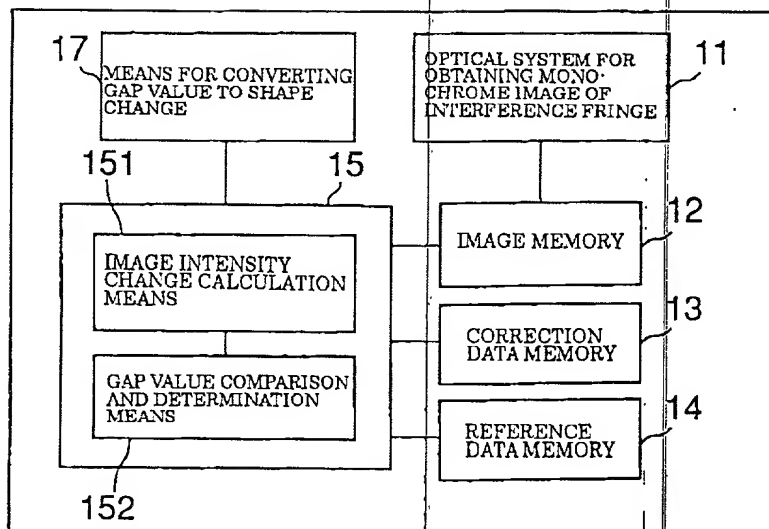 17
MEANS FOR CONVERTING
GAP VALUE TO SHAPE
CHANGE
OPTICAL SYSTEM FOR
OBTAINING MONO-
CHROME IMAGE OF
INTERFERENCE FRINGE
11
151
15
IMAGE INTENSITY
CHANGE CALCULATION
MEANS
IMAGE MEMORY
12
CORRECTION
DATA MEMORY
13
GAP VALUE COMPARISON
AND DETERMINATION
MEANS
REFERENCE
DATA MEMORY
14
152